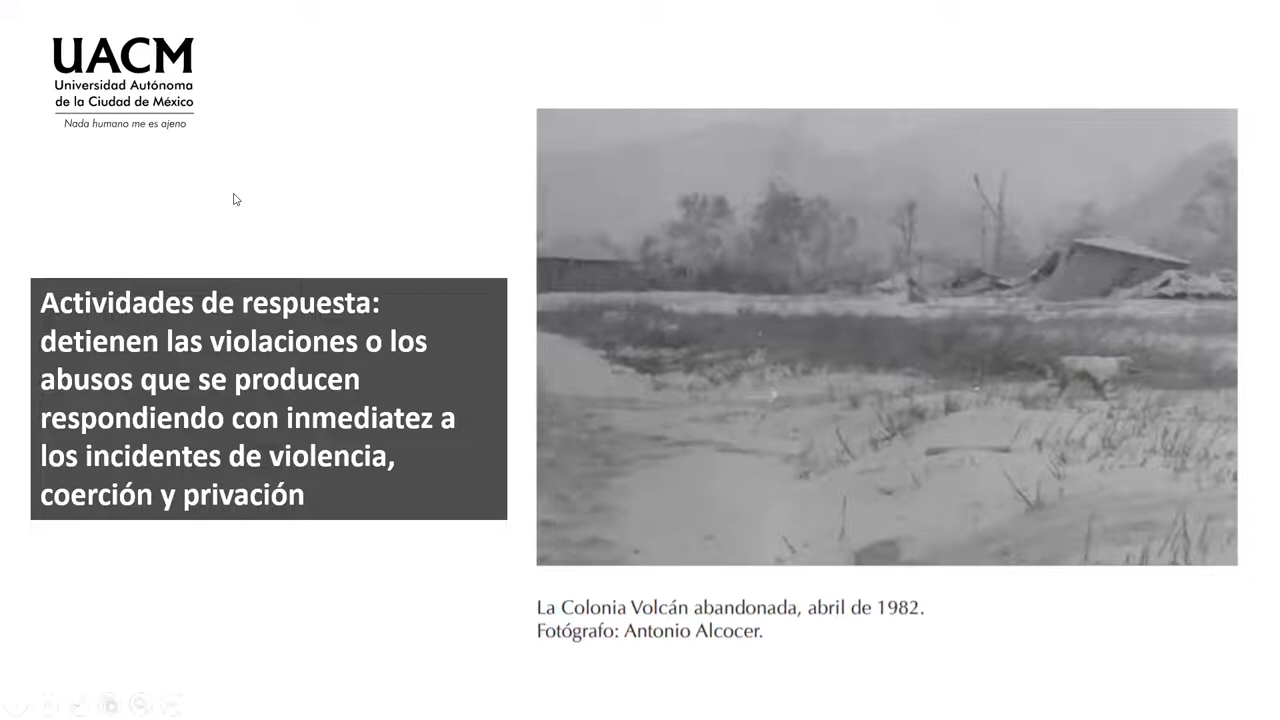 UACM
Universidad Autónoma
de la Ciudad de México
Nada humano me es ajeno
Actividades de respuesta:
detienen las violaciones o los
abusos que se producen
respondiendo con inmediatez a
los incidentes de violencia,
coerción y privación
La Colonia Volcán abandonada, abril de 1982.
Fotógrafo: Antonio Alcocer.